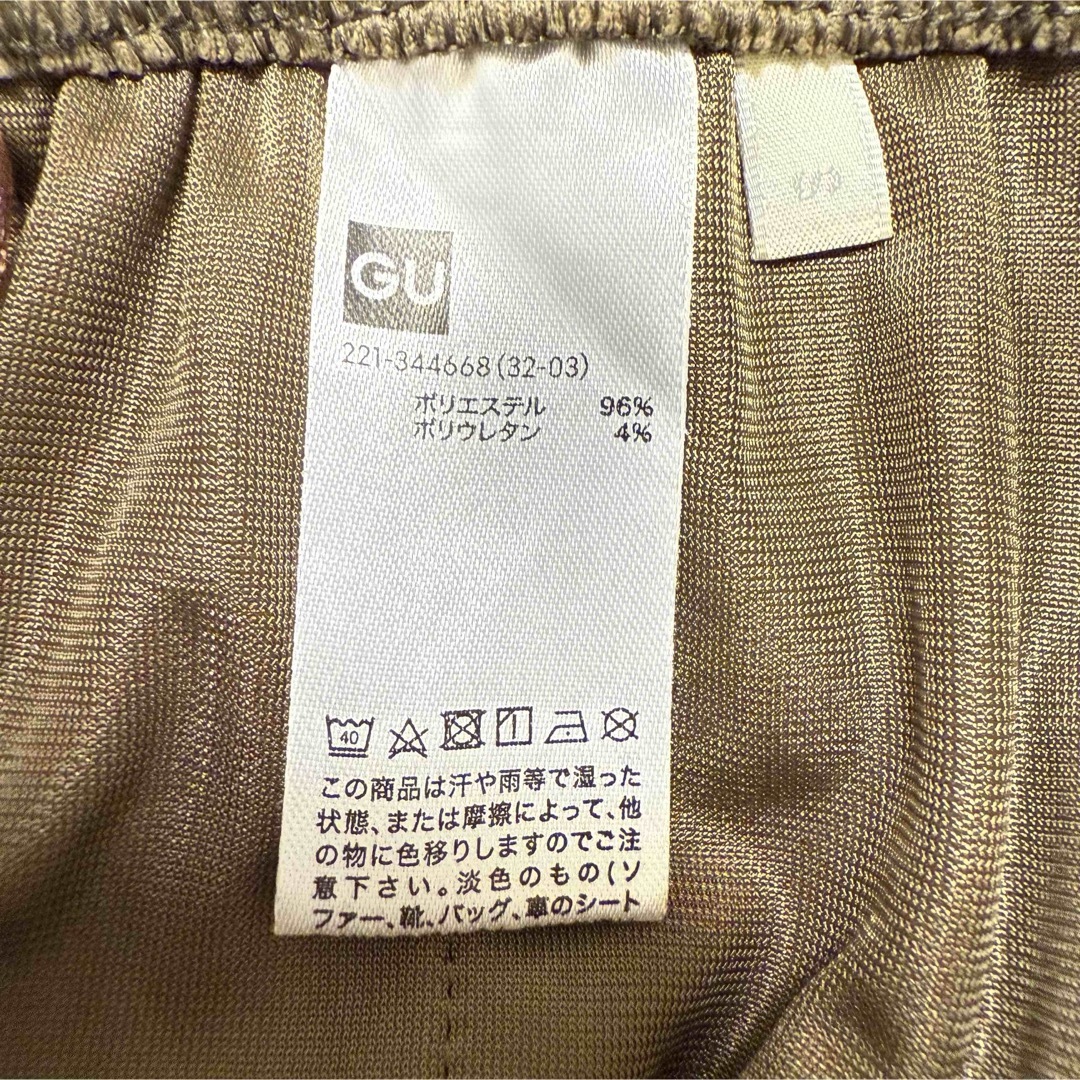 GU
221-344668(32-03)
ポリエステル 96%
ポリウレタン 4%
40
この商品は汗や雨等で湿った
状態、または摩擦によって、他
の物に色移りしますのでご注
意下さい。淡色のもの(ソ
ファー、靴、バッグ、車のシート